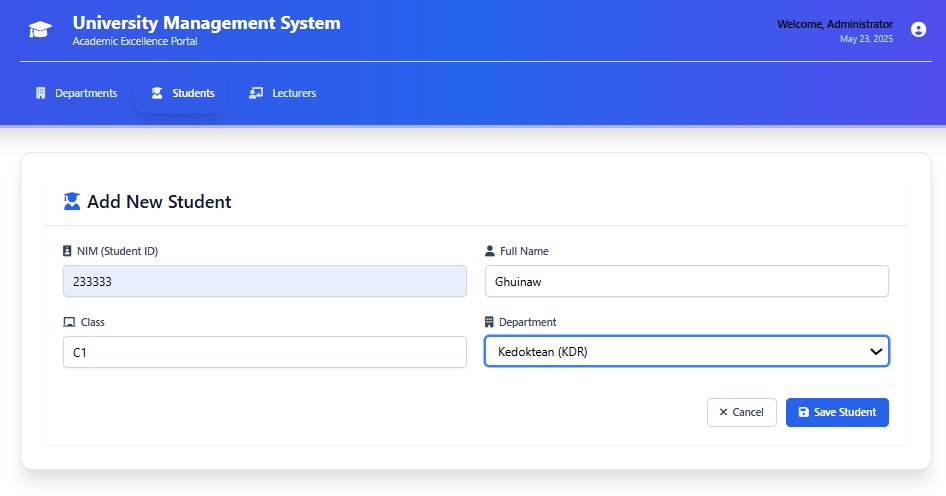 University Management System
Academic Excellence Portal
Welcome, Administrator
May 23, 2025
Departments
Students
Lecturers
Add New Student
NIM (Student ID)
Full Name
233333
Ghuinaw
Class
Department
C1
Kedoktean (KDR)
Cancel
Save Student